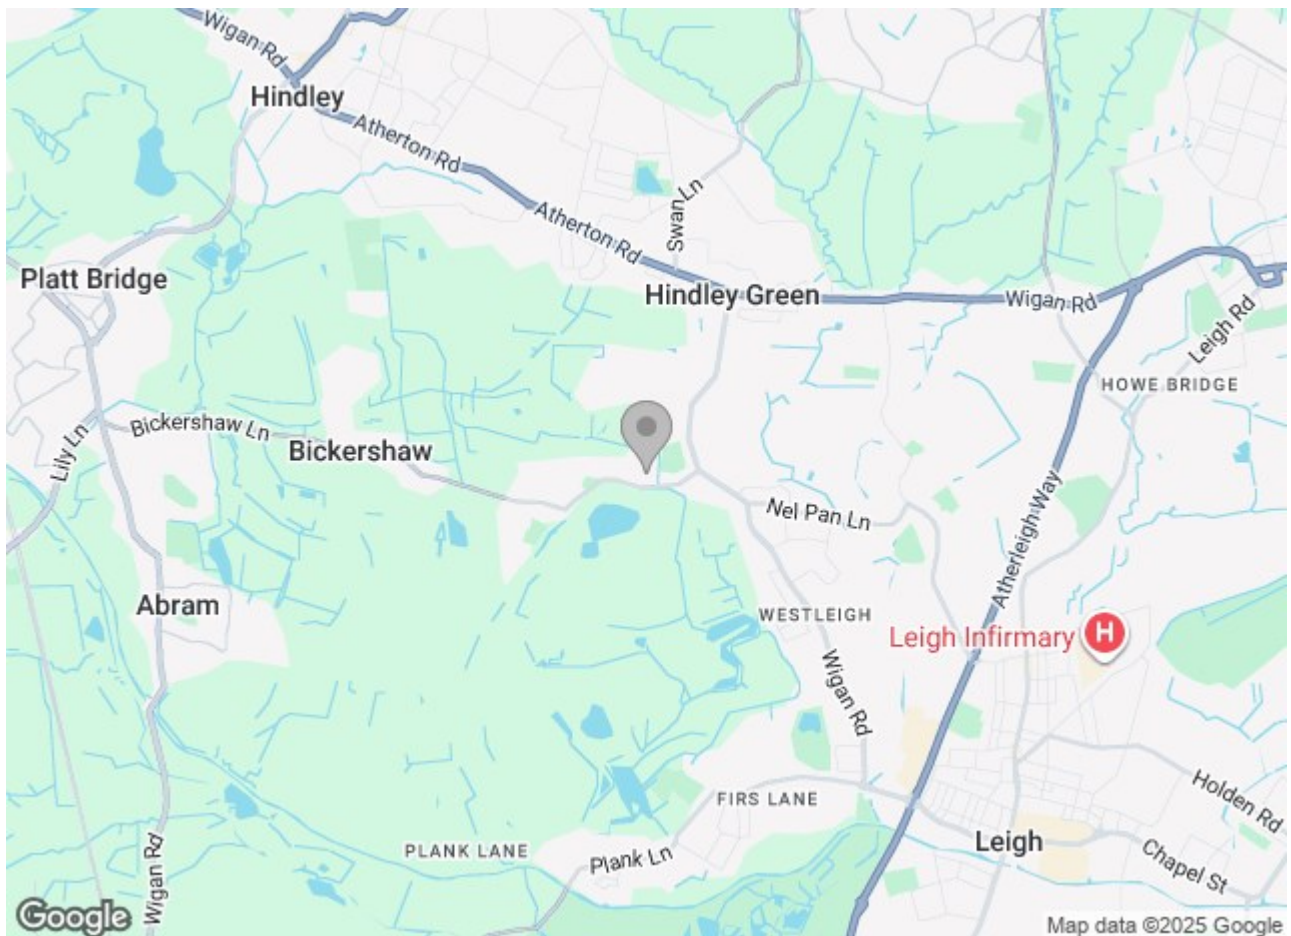 Wigan Rd
Hindley
Atherton Rd
Atherton Rd
Swan Ln
Platt Bridge
Hindley Green
Wigan Rd
Leigh Rd
HOWE BRIDGE
Bickershaw Ln
Lily Ln
Bickershaw
Nel Pan Ln
Atherleigh Way
Abram
WESTLEIGH
Leigh Infirmary
H
Wigan Rd
FIRS LANE
Holden Rd
PLANK LANE
Plank Ln
Leigh
Chapel St
Wigan Rd
Google
Map data ©2025 Google